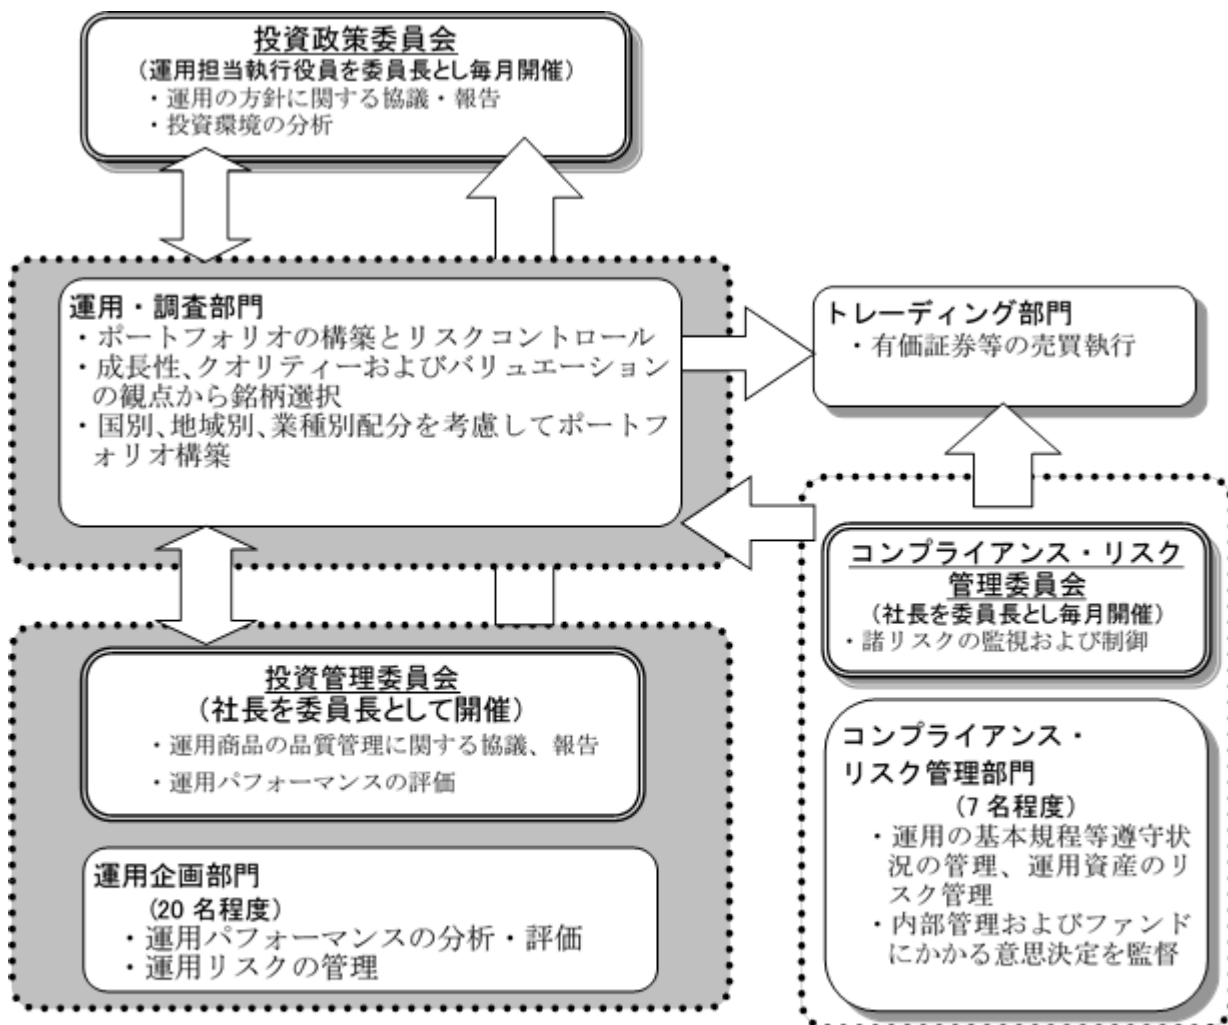 投資政策委員会
(運用担当執行役員を委員長とし毎月開催)
・運用の方針に関する協議・報告
・投資環境の分析
運用・調査部門
・ポートフォリオの構築とリスクコントロール
・成長性、クオリティーおよびバリュエーション
の観点から銘柄選択
・国別、地域別、業種別配分を考慮してポートフ
ォリオ構築
トレーディング部門
・有価証券等の売買執行
投資管理委員会
(社長を委員長として開催)
・運用商品の品質管理に関する協議、報告
・運用パフォーマンスの評価
運用企画部門
(20 名程度)
・運用パフォーマンスの分析・評価
・運用リスクの管理
コンプライアンス・リスク
管理委員会
(社長を委員長とし毎月開催)
・諸リスクの監視および制御
コンプライアンス・
リスク管理部門
(7 名程度)
・運用の基本規程等遵守状
況の管理、運用資産のリ
スク管理
・内部管理およびファンド
にかかる意思決定を監督